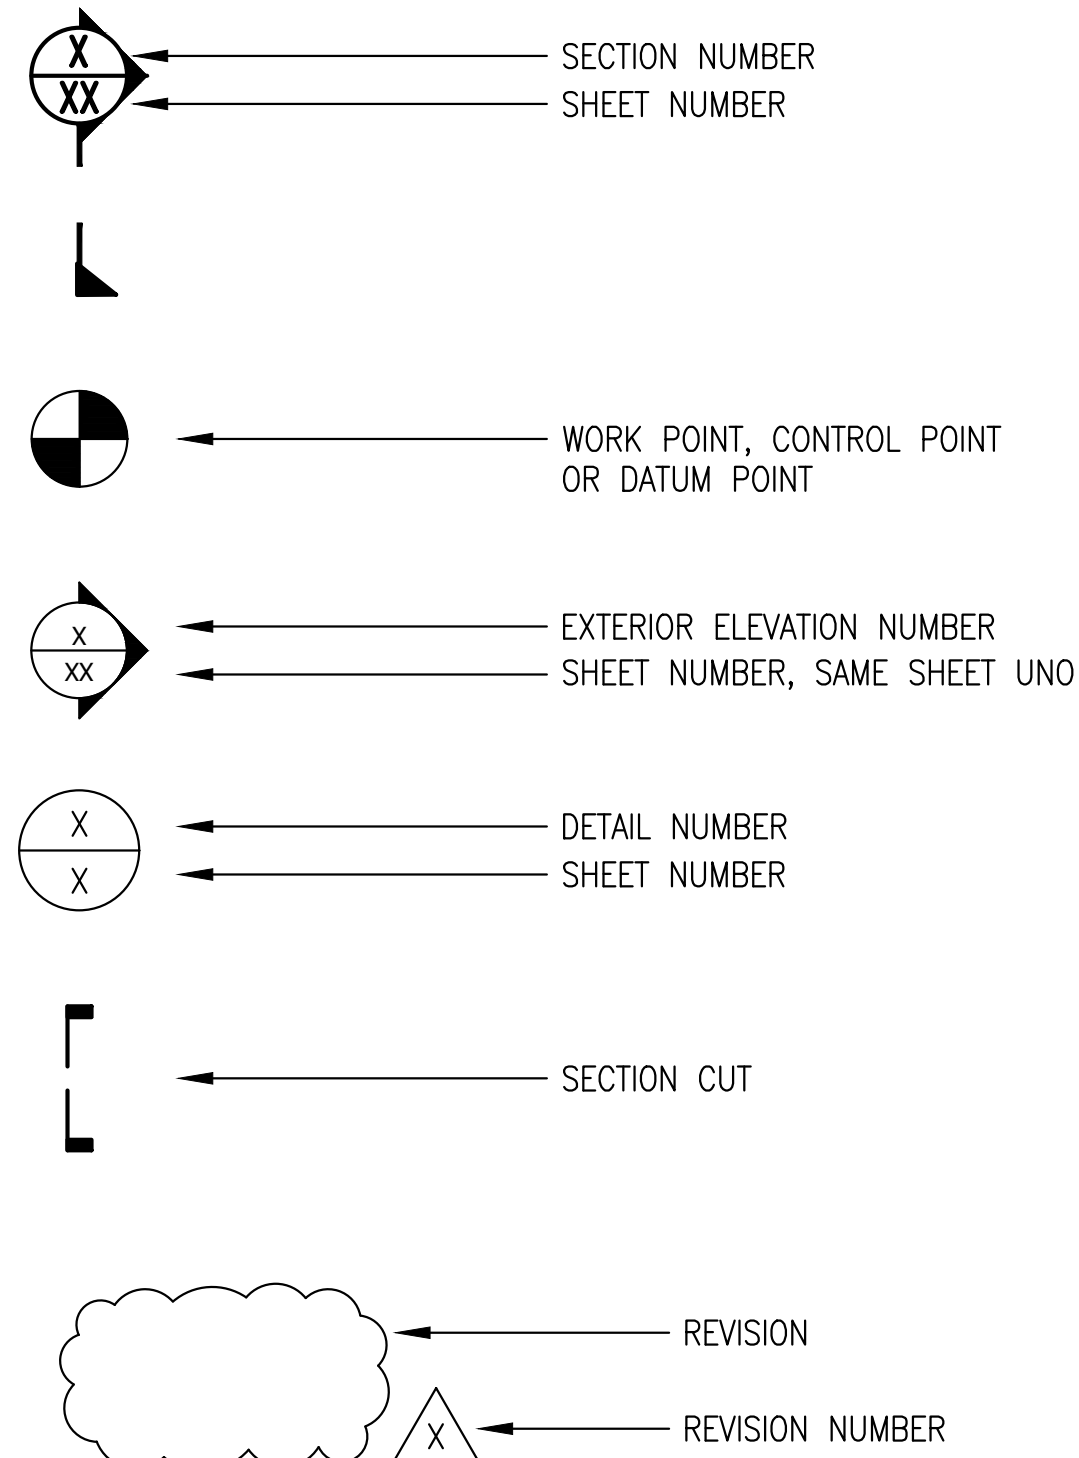 X
SECTION NUMBER
XX
SHEET NUMBER
WORK POINT, CONTROL POINT
OR DATUM POINT
X
EXTERIOR ELEVATION NUMBER
XX
SHEET NUMBER, SAME SHEET UNO
X
DETAIL NUMBER
X
SHEET NUMBER
SECTION CUT
REVISION
X
REVISION NUMBER